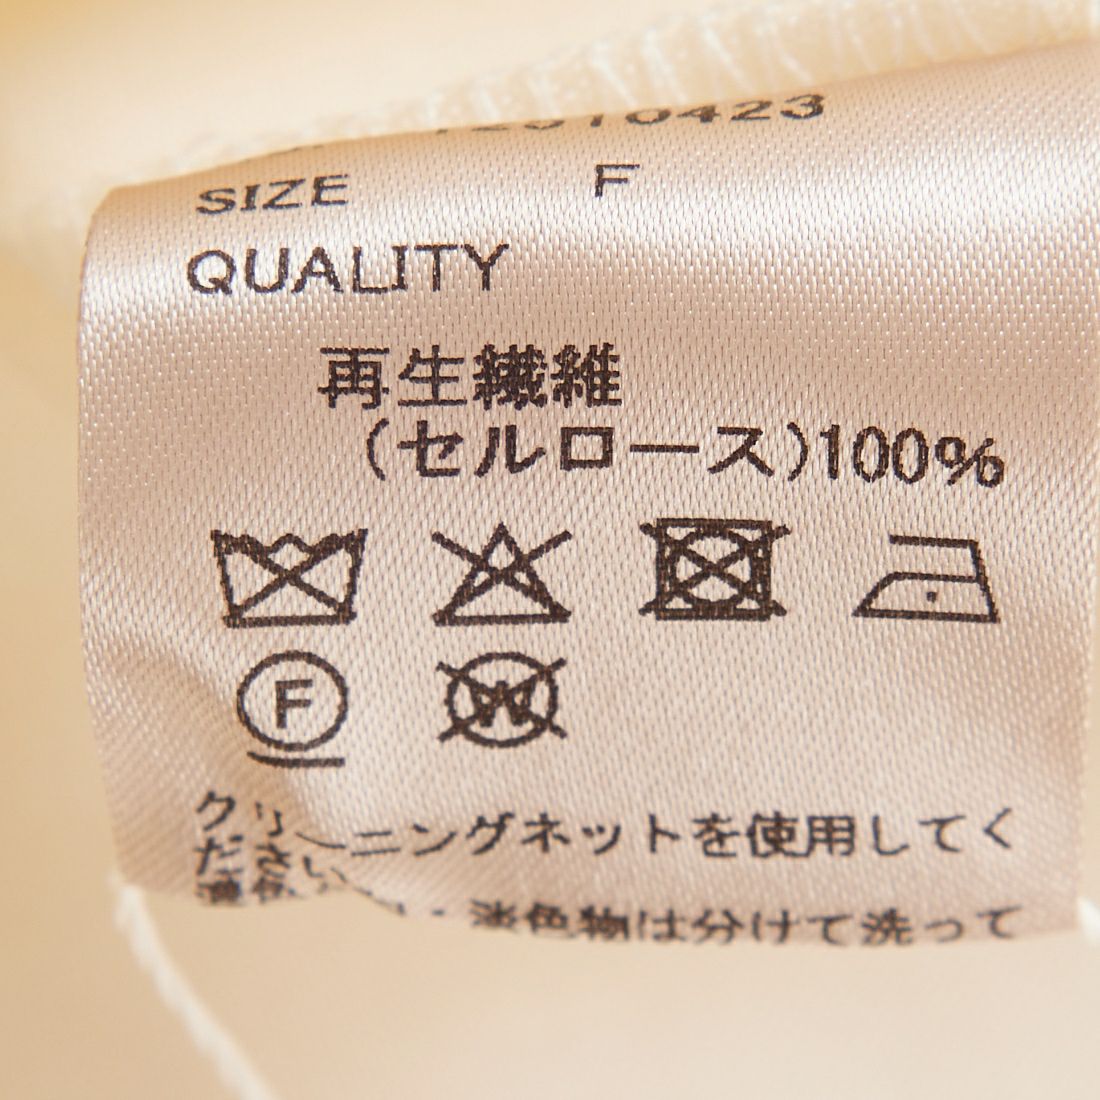 10423
SIZE F
QUALITY
再生繊維
(セルロース)100%
F
W
クリーニングネットを使用してく
ださい
・淡色物は分けて洗って